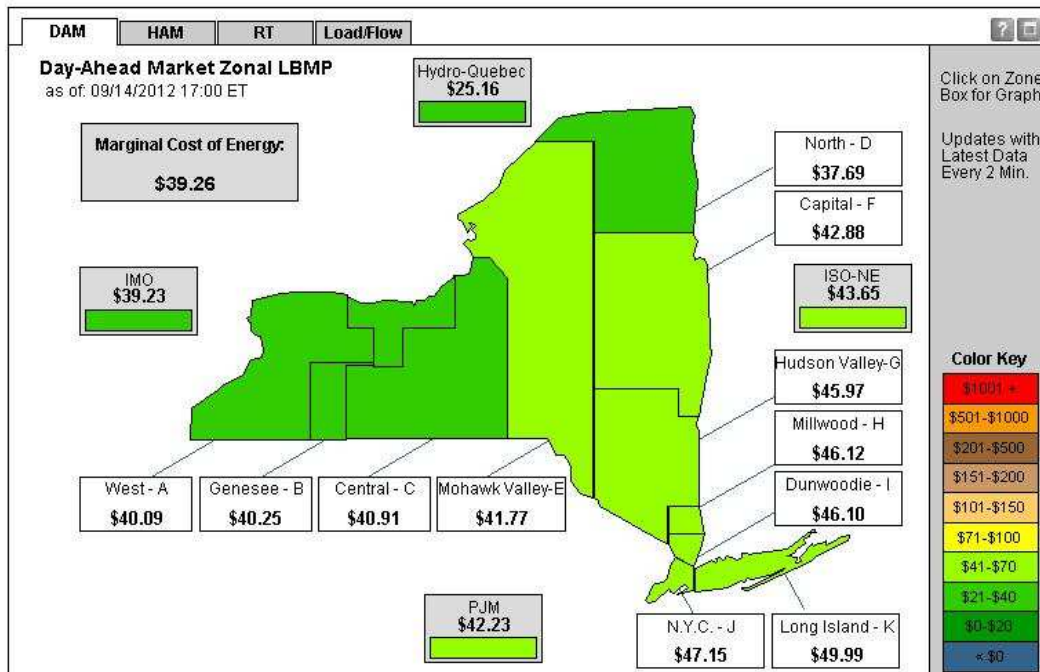 DAM HAM RT Load/Flow
? 
Day-Ahead Market Zonal LBMP
as of: 09/14/2012 17:00 ET
Marginal Cost of Energy:
$39.26
Hydro-Quebec
$25.16
IMO
$39.23
North - D
$37.69
Capital - F
$42.88
ISO-NE
$43.65
Hudson Valley-G
$45.97
Millwood - H
$46.12
Dunwoodie - I
$46.10
West - A
$40.09
Genesee - B
$40.25
Central - C
$40.91
Mohawk Valley-E
$41.77
PJM
$42.23
N.Y.C. - J
$47.15
Long Island - K
$49.99
Click on Zone
Box for Graph
Updates with
Latest Data
Every 2 Min.
Color Key
$1001 +
$501-$1000
$201-$500
$151-$200
$101-$150
$71-$100
$41-$70
$21-$40
$0-$20
< $0